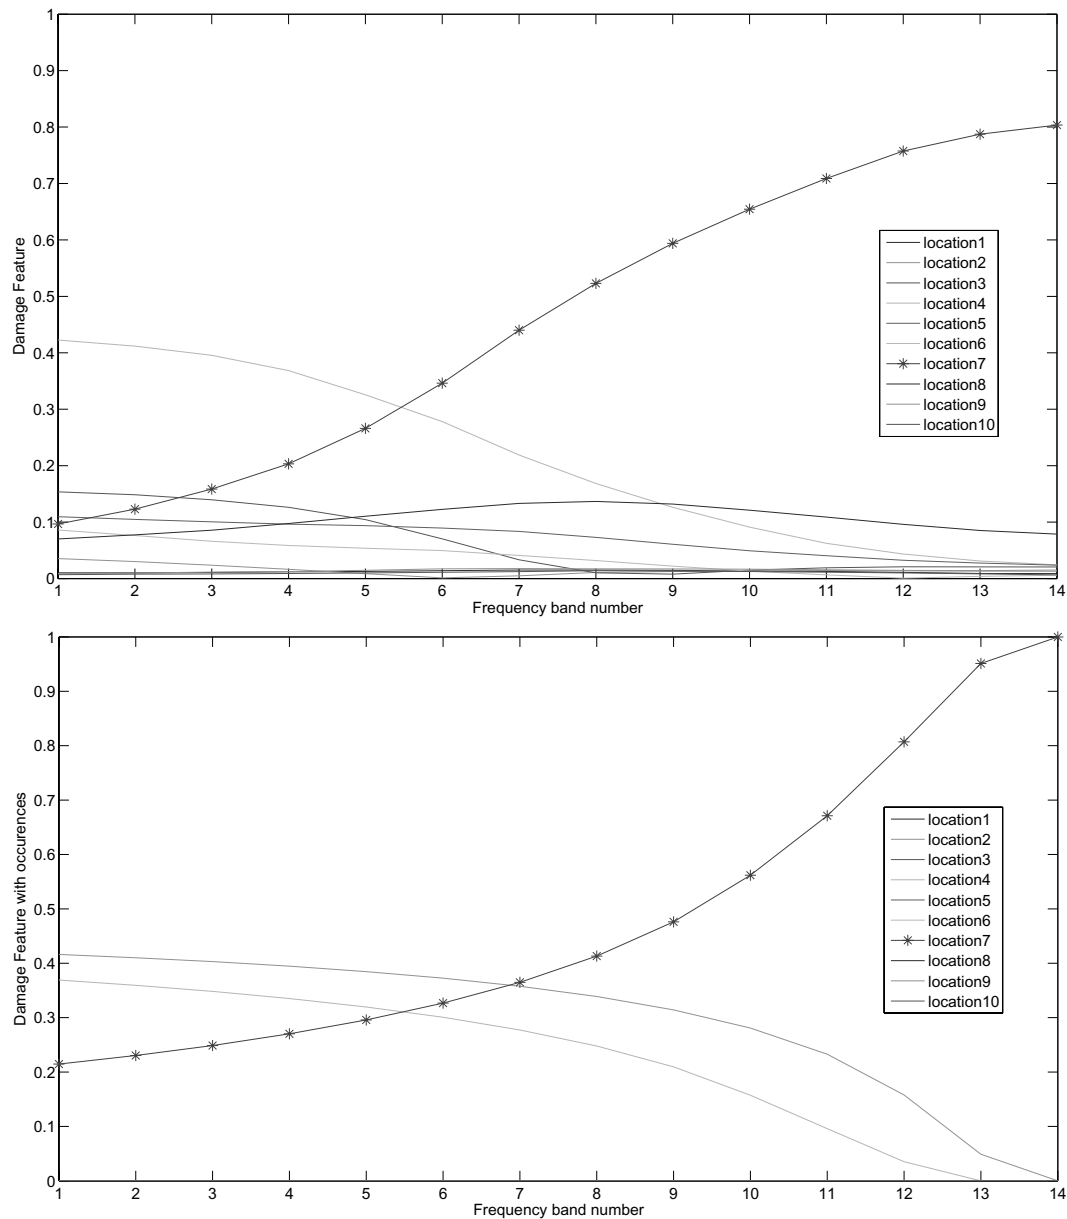 1
0.9
0.8
0.7
0.6
0.5
0.4
0.3
0.2
0.1
0
Damage Feature
location1
location2
location3
location4
location5
location6
location7
location8
location9
location10
1 2 3 4 5 6 7 8 9 10 11 12 13 14
Frequency band number
1
0.9
0.8
0.7
0.6
0.5
0.4
0.3
0.2
0.1
0
Damage Feature with occurences
location1
location2
location3
location4
location5
location6
location7
location8
location9
location10
1 2 3 4 5 6 7 8 9 10 11 12 13 14
Frequency band number